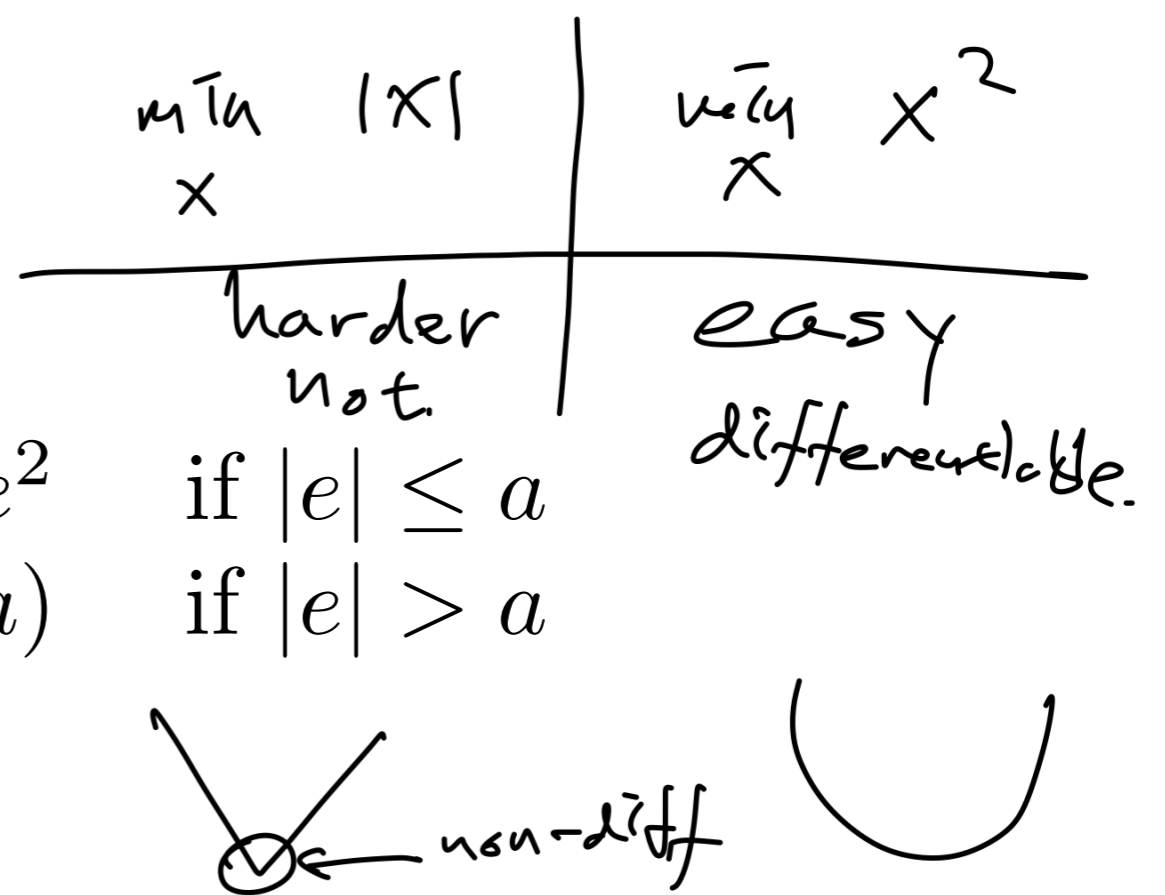 min |x|
x
min x²
x
harder
not.
easy
differentiable.
e² if |e| ≤ a
a) if |e| > a
non-diff